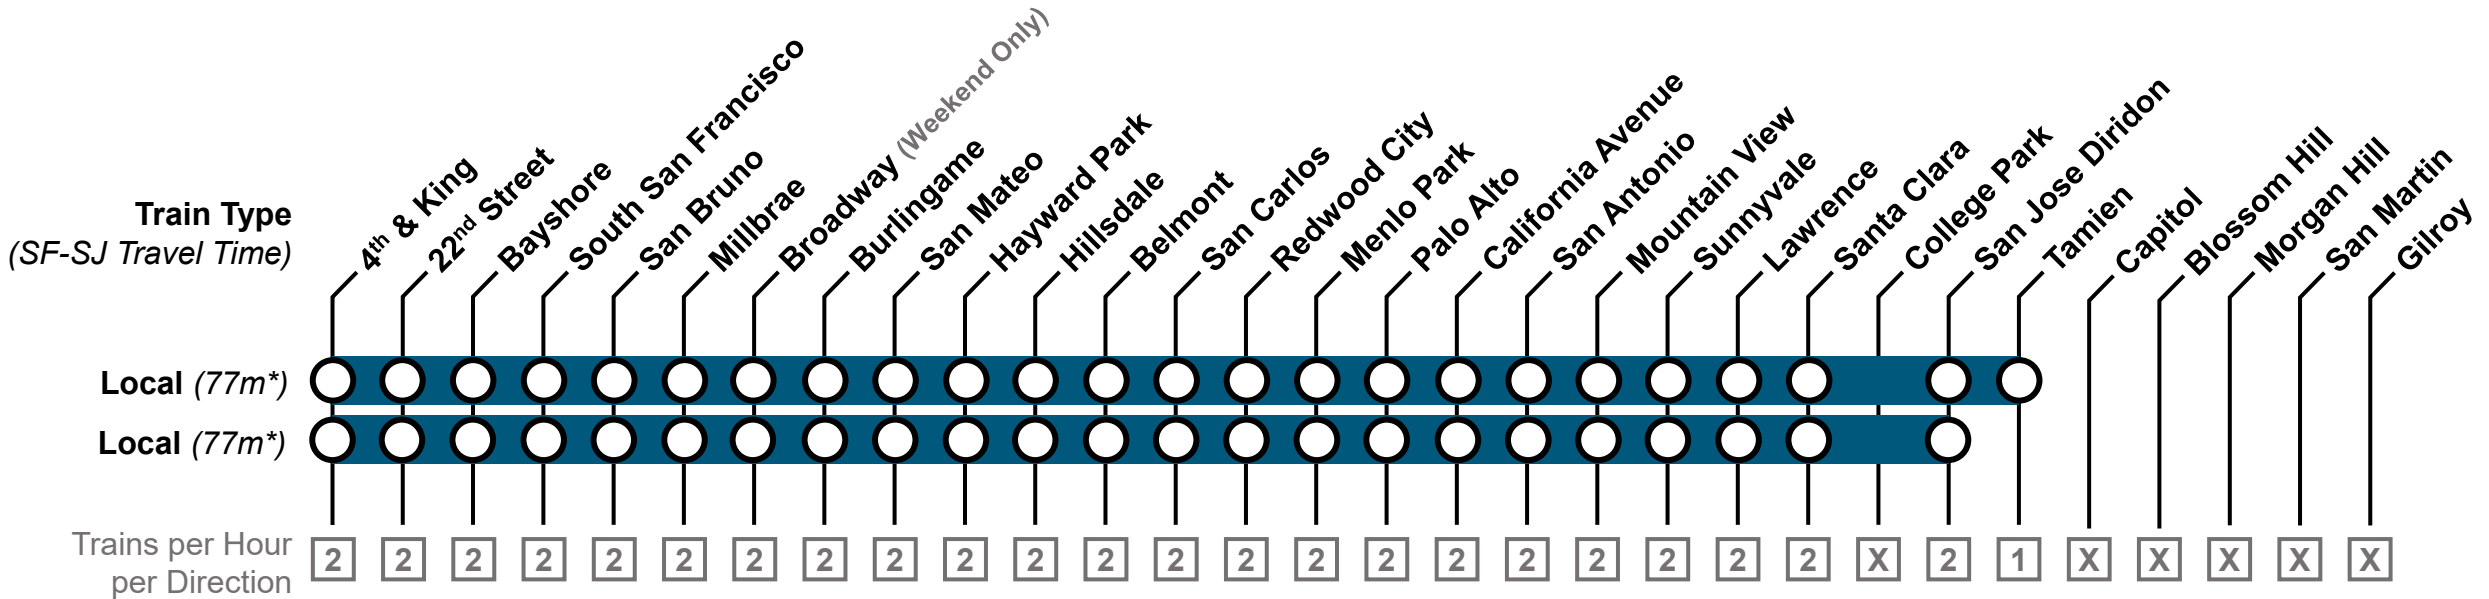 Train Type
(SF-SJ Travel Time)
4th & King
22nd Street
Bayshore
South San Francisco
San Bruno
Millbrae
Broadway (Weekend Only)
Burlingame
San Mateo
Hayward Park
Hillsdale
Belmont
San Carlos
Redwood City
Menlo Park
Palo Alto
California Avenue
San Antonio
Mountain View
Sunnyvale
Lawrence
Santa Clara
College Park
San Jose Diridon
Tamien
Capitol
Blossom Hill
Morgan Hill
San Martin
Gilroy
Local (77m*)
Local (77m*)
Trains per Hour
per Direction
2 2 2 2 2 2 2 2 2 2 2 2 2 2 2 2 2 2 2 2 2 2 X 2 1 X X X X X